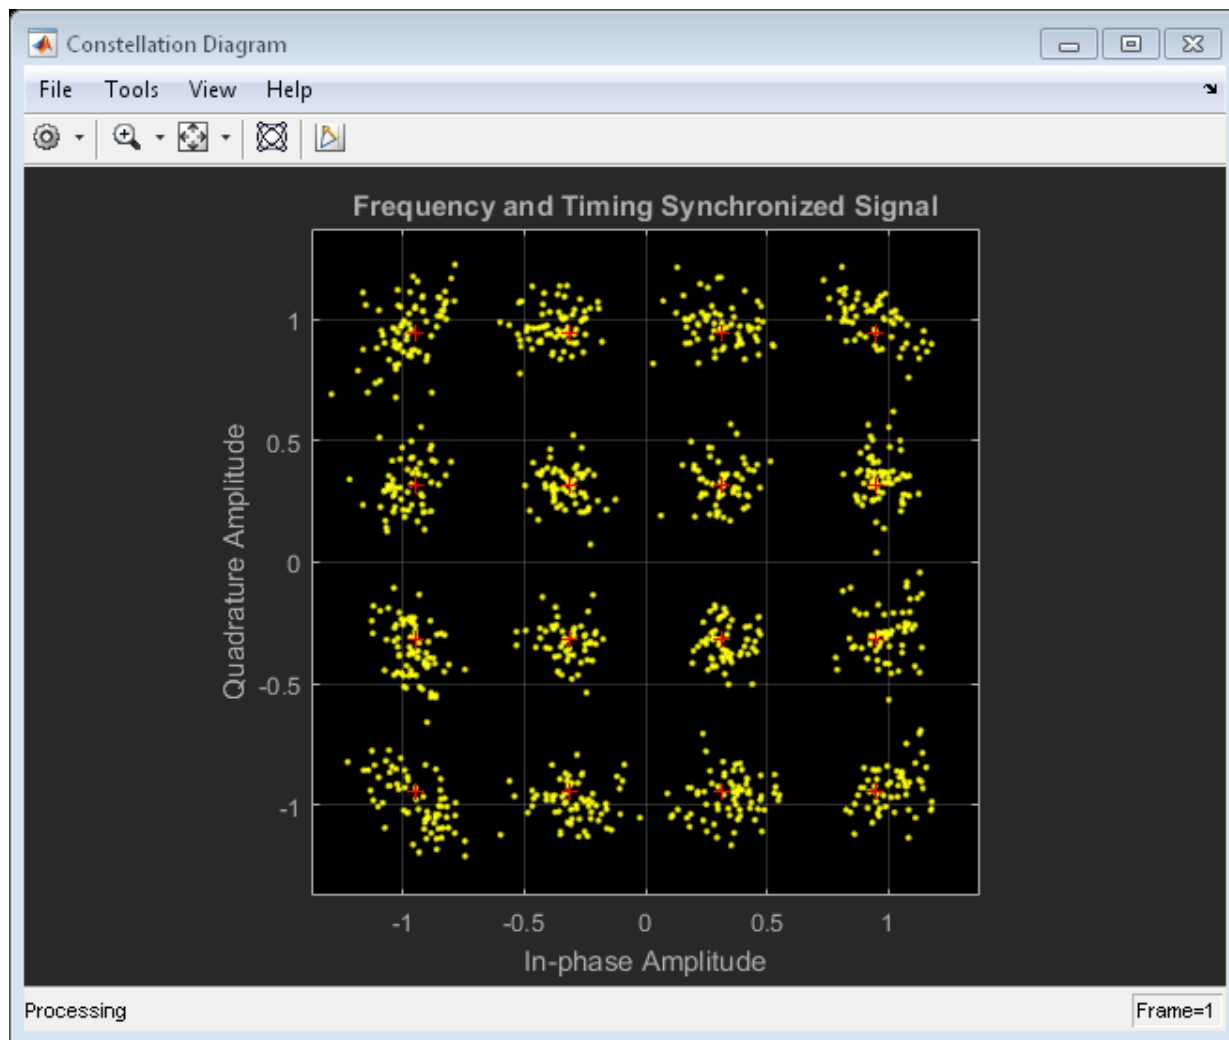 Constellation Diagram
File Tools View Help
Frequency and Timing Synchronized Signal
1
0.5
0
-0.5
-1
Quadrature Amplitude
-1 -0.5 0 0.5 1
In-phase Amplitude
Processing Frame=1